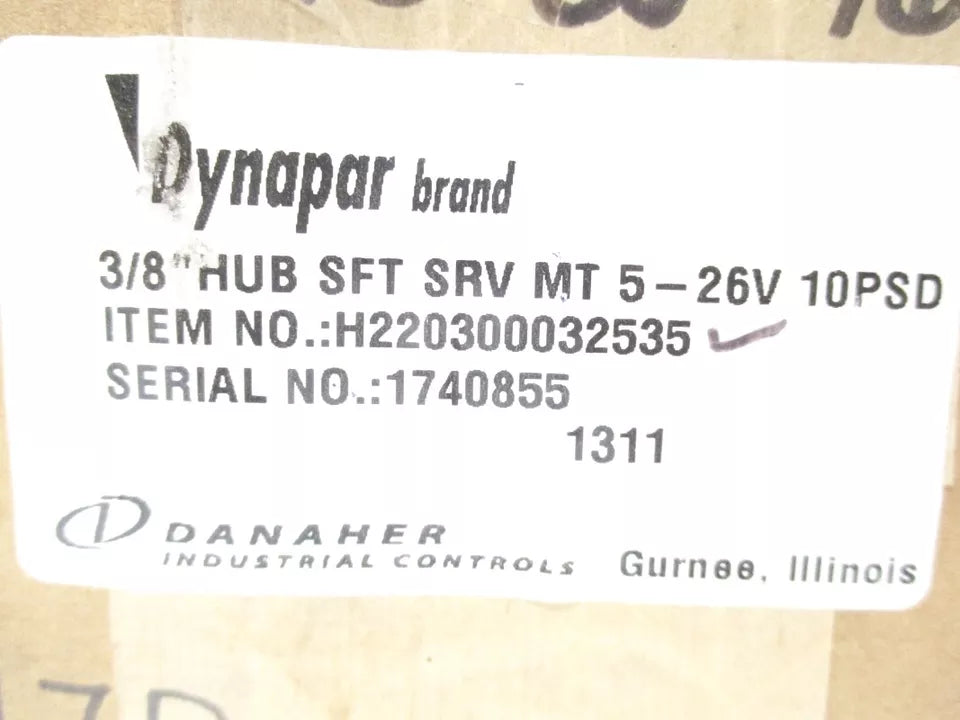 Dynapar brand
3/8" HUB SFT SRV MT 5-26V 10PSD
ITEM NO.:H220300032535
SERIAL NO.:1740855
1311
DANAHER
INDUSTRIAL CONTROLS
Gurnee, Illinois